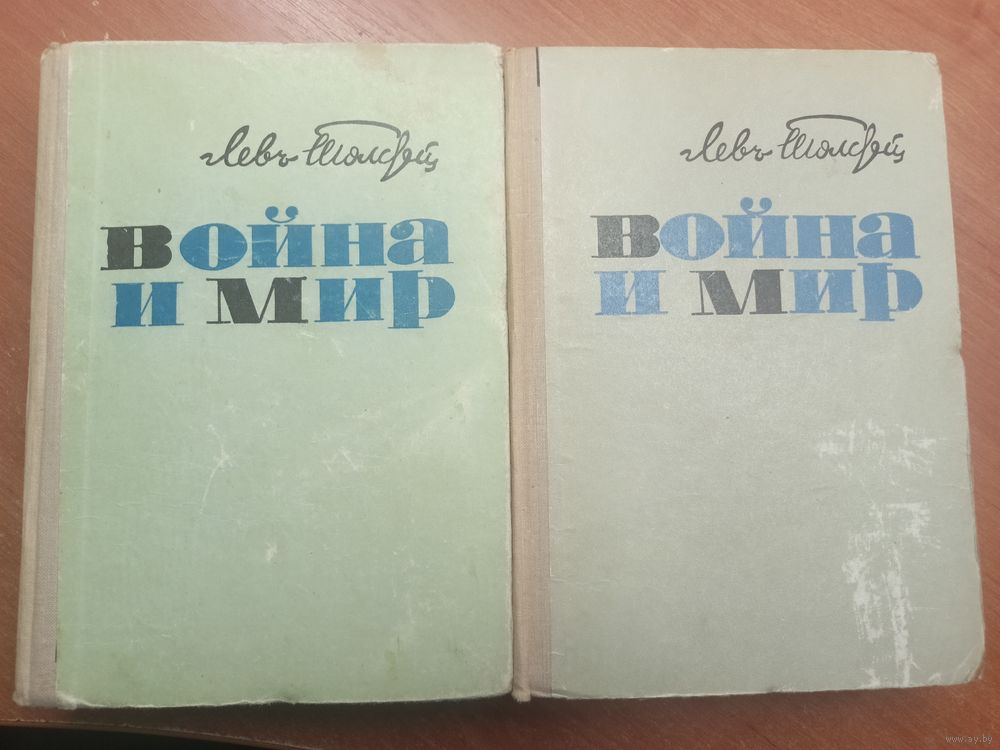 Левъ Толстой
Война
и мир
Левъ Толстой
Война
и мир
www.ay.by